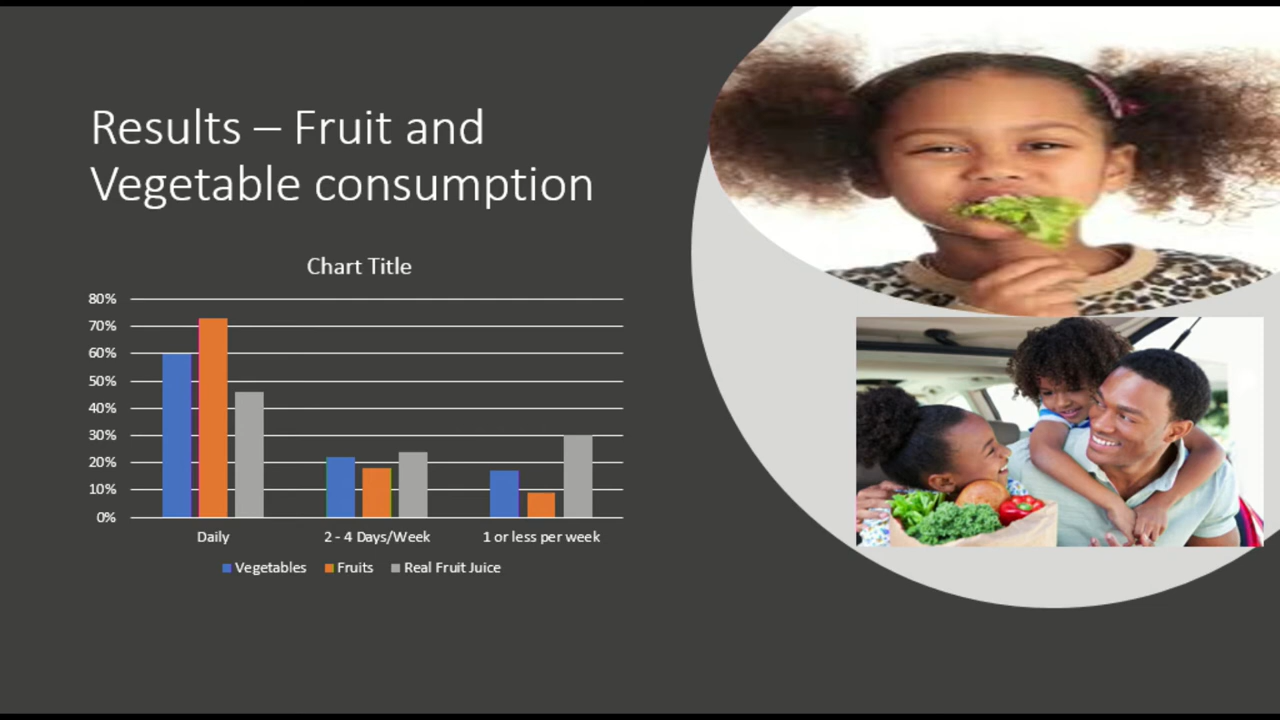 Results – Fruit and
Vegetable consumption
Chart Title
80%
70%
60%
50%
40%
30%
20%
10%
0%
Daily 2 - 4 Days/Week 1 or less per week
Vegetables Fruits Real Fruit Juice